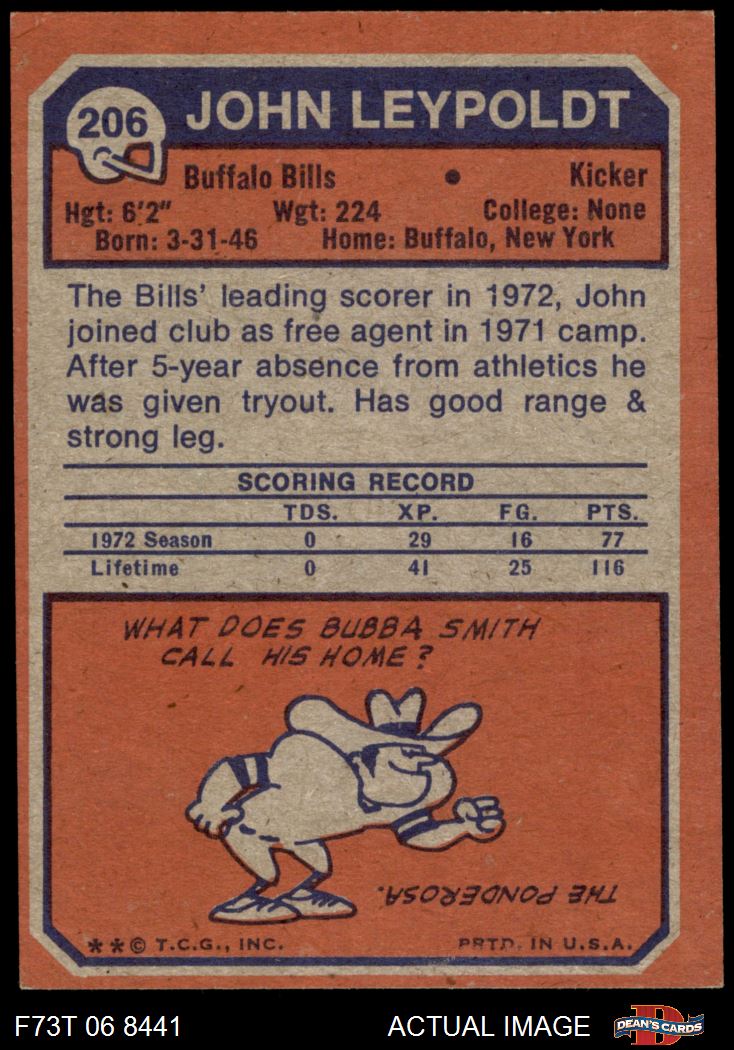 206 JOHN LEYPOLDT
Buffalo Bills • Kicker
Hgt: 6'2" Wgt: 224 College: None
Born: 3-31-46 Home: Buffalo, New York
The Bills' leading scorer in 1972, John
joined club as free agent in 1971 camp.
After 5-year absence from athletics he
was given tryout. Has good range &
strong leg.
SCORING RECORD
TDS. XP. FG. PTS.
1972 Season 0 29 16 77
Lifetime 0 41 25 116
WHAT DOES BUBBA SMITH
CALL HIS HOME?
THE PONDEROSA.
**© T.C.G., INC. PRTD. IN U.S.A.
F73T 06 8441 ACTUAL IMAGE D DEAN'S CARDS